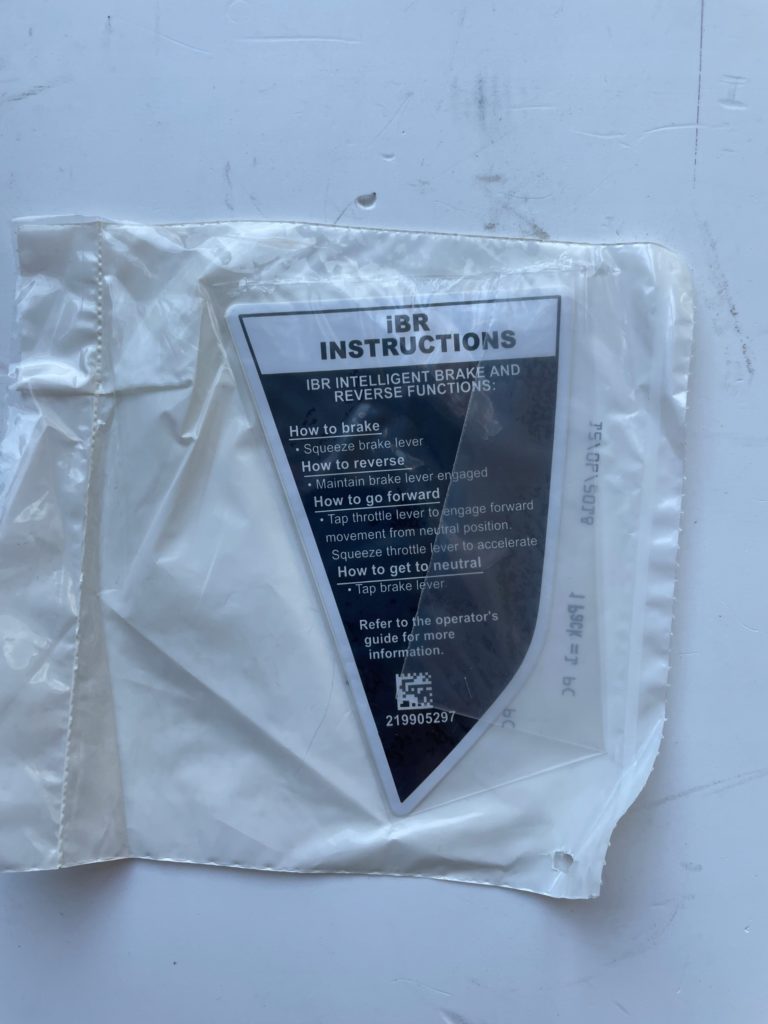 iBR
INSTRUCTIONS
IBR INTELLIGENT BRAKE AND
REVERSE FUNCTIONS:
How to brake
• Squeeze brake lever
How to reverse
• Maintain brake lever engaged
How to go forward
• Tap throttle lever to engage forward
movement from neutral position.
Squeeze throttle lever to accelerate
How to get to neutral
• Tap brake lever
Refer to the operator's
guide for more
information.
219905297
1 Pack = 1 PC
PC